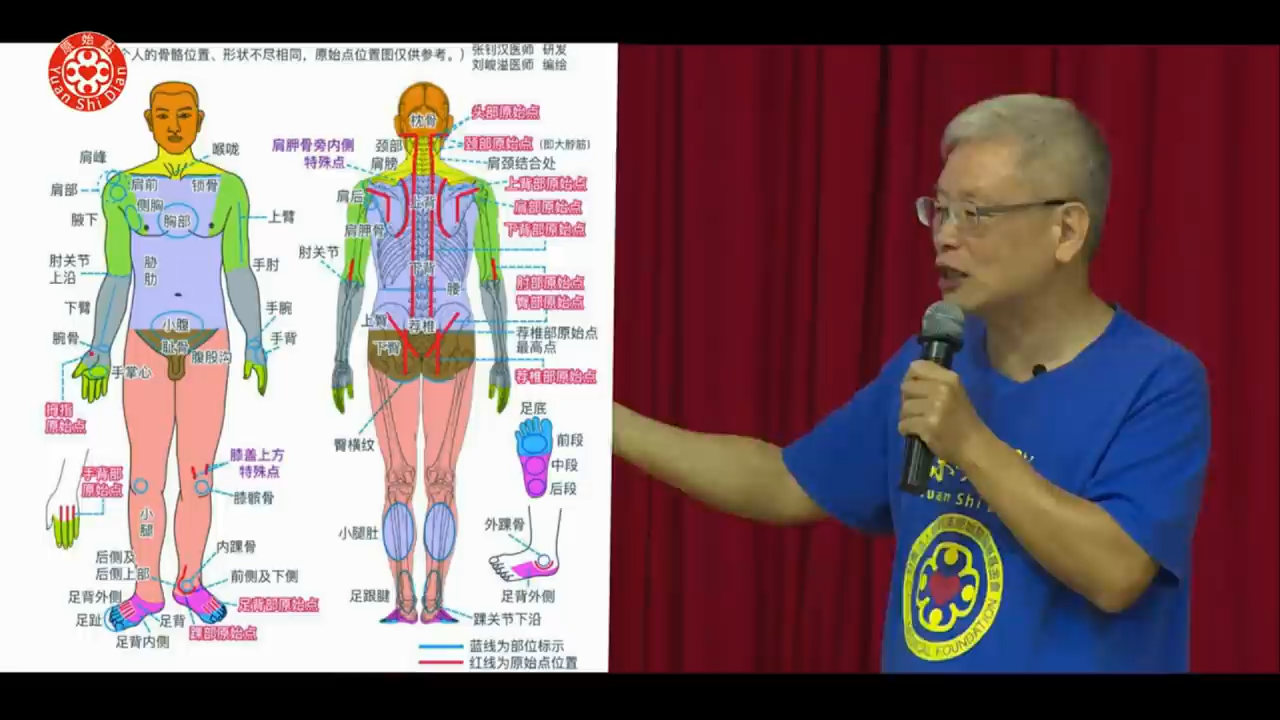 原始點
Yuan Shi Dian
个人的骨骼位置、形状不尽相同，原始点位置图仅供参考。）
张钊汉医师 研发
刘峻溢医师 编绘
肩峰
喉咙
肩部
肩前
锁骨
腋下
侧胸
胸部
上臂
肘关节
上沿
胁
肋
手肘
下臂
小腹
手腕
腕骨
耻骨
腹股沟
手背
手掌心
拇指
原始点
手背部
原始点
膝盖上方
特殊点
膝髌骨
小
腿
后侧及
后侧上部
内踝骨
前侧及下侧
足背外侧
足背部原始点
足趾
足背
踝部原始点
足背内侧
枕骨
头部原始点
肩胛骨旁内侧
特殊点
颈部
颈部原始点
(即大脖筋)
肩膀
肩颈结合处
上背部原始点
肩后
上背
肩部原始点
肩胛骨
下背部原始点
肘关节
下背
腰
肘部原始点
臀部原始点
上臀
荐椎
荐椎部原始点
最高点
下臀
荐椎部原始点
臀横纹
足底
前段
中段
后段
小腿肚
外踝骨
足跟腱
足背外侧
踝关节下沿
蓝线为部位标示
红线为原始点位置
Yuan Shi
ICAL FOUNDATION